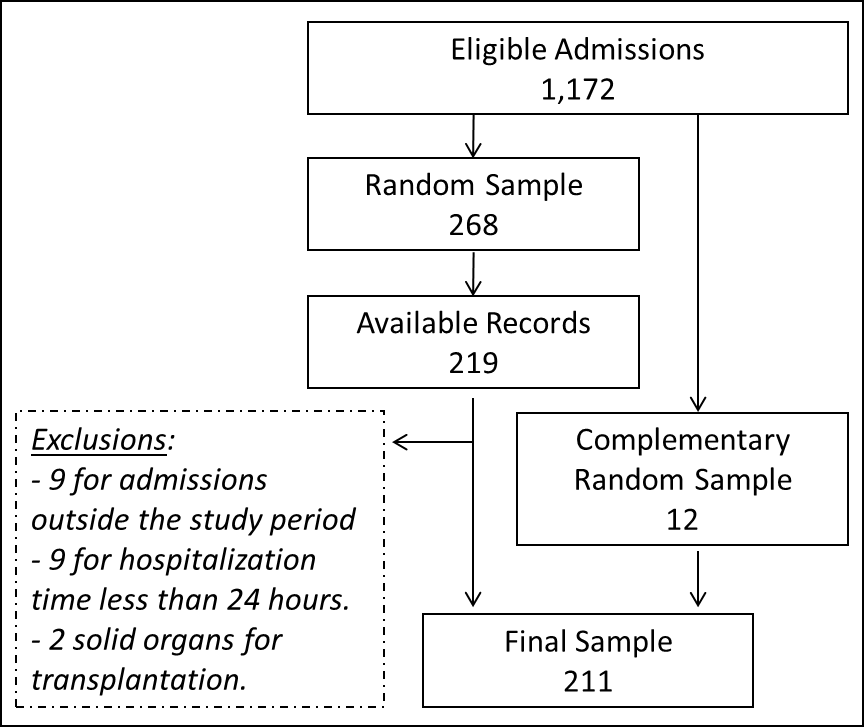 Eligible Admissions
1,172
Random Sample
268
Available Records
219
Exclusions:
- 9 for admissions
outside the study period
- 9 for hospitalization
time less than 24 hours.
- 2 solid organs for
transplantation.
Complementary
Random Sample
12
Final Sample
211